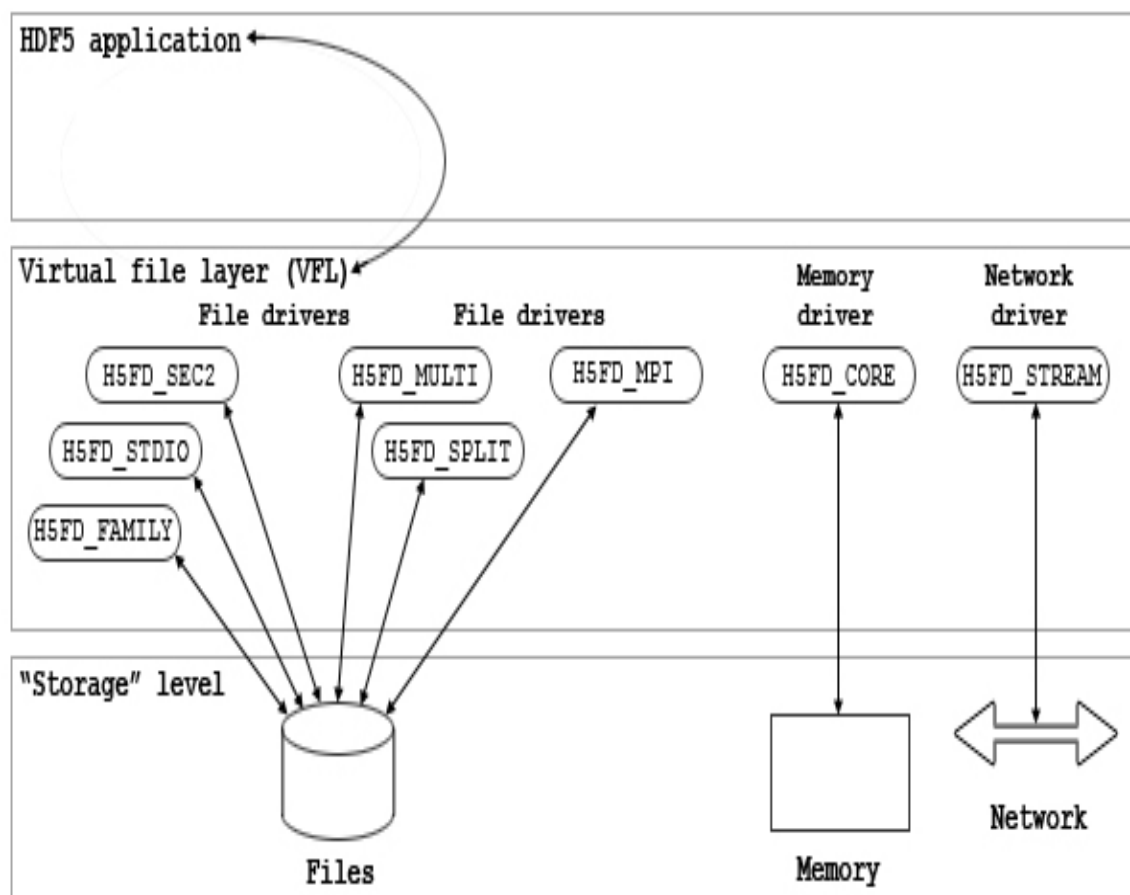 HDF5 application
Virtual file layer (VFL)
File drivers
File drivers
Memory
driver
Network
driver
H5FD_SEC2
H5FD_MULTI
H5FD_MPI
H5FD_CORE
H5FD_STREAM
H5FD_STDIO
H5FD_SPLIT
H5FD_FAMILY
“Storage” level
Files
Memory
Network